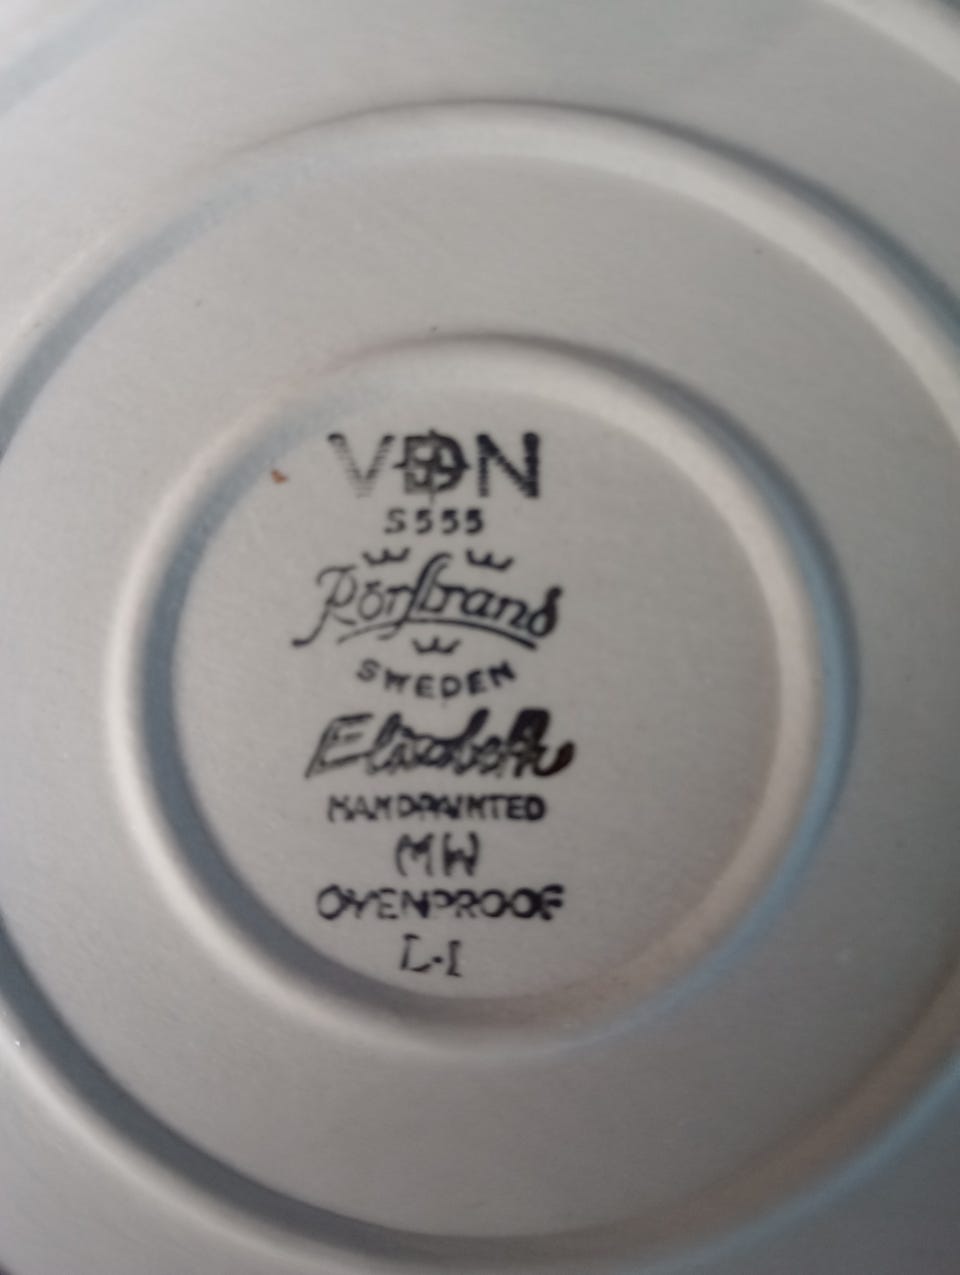 VDN
S555
Rörstrand
SWEDEN
Elisabeth
HANDPAINTED
MW
OVENPROOF
L-I